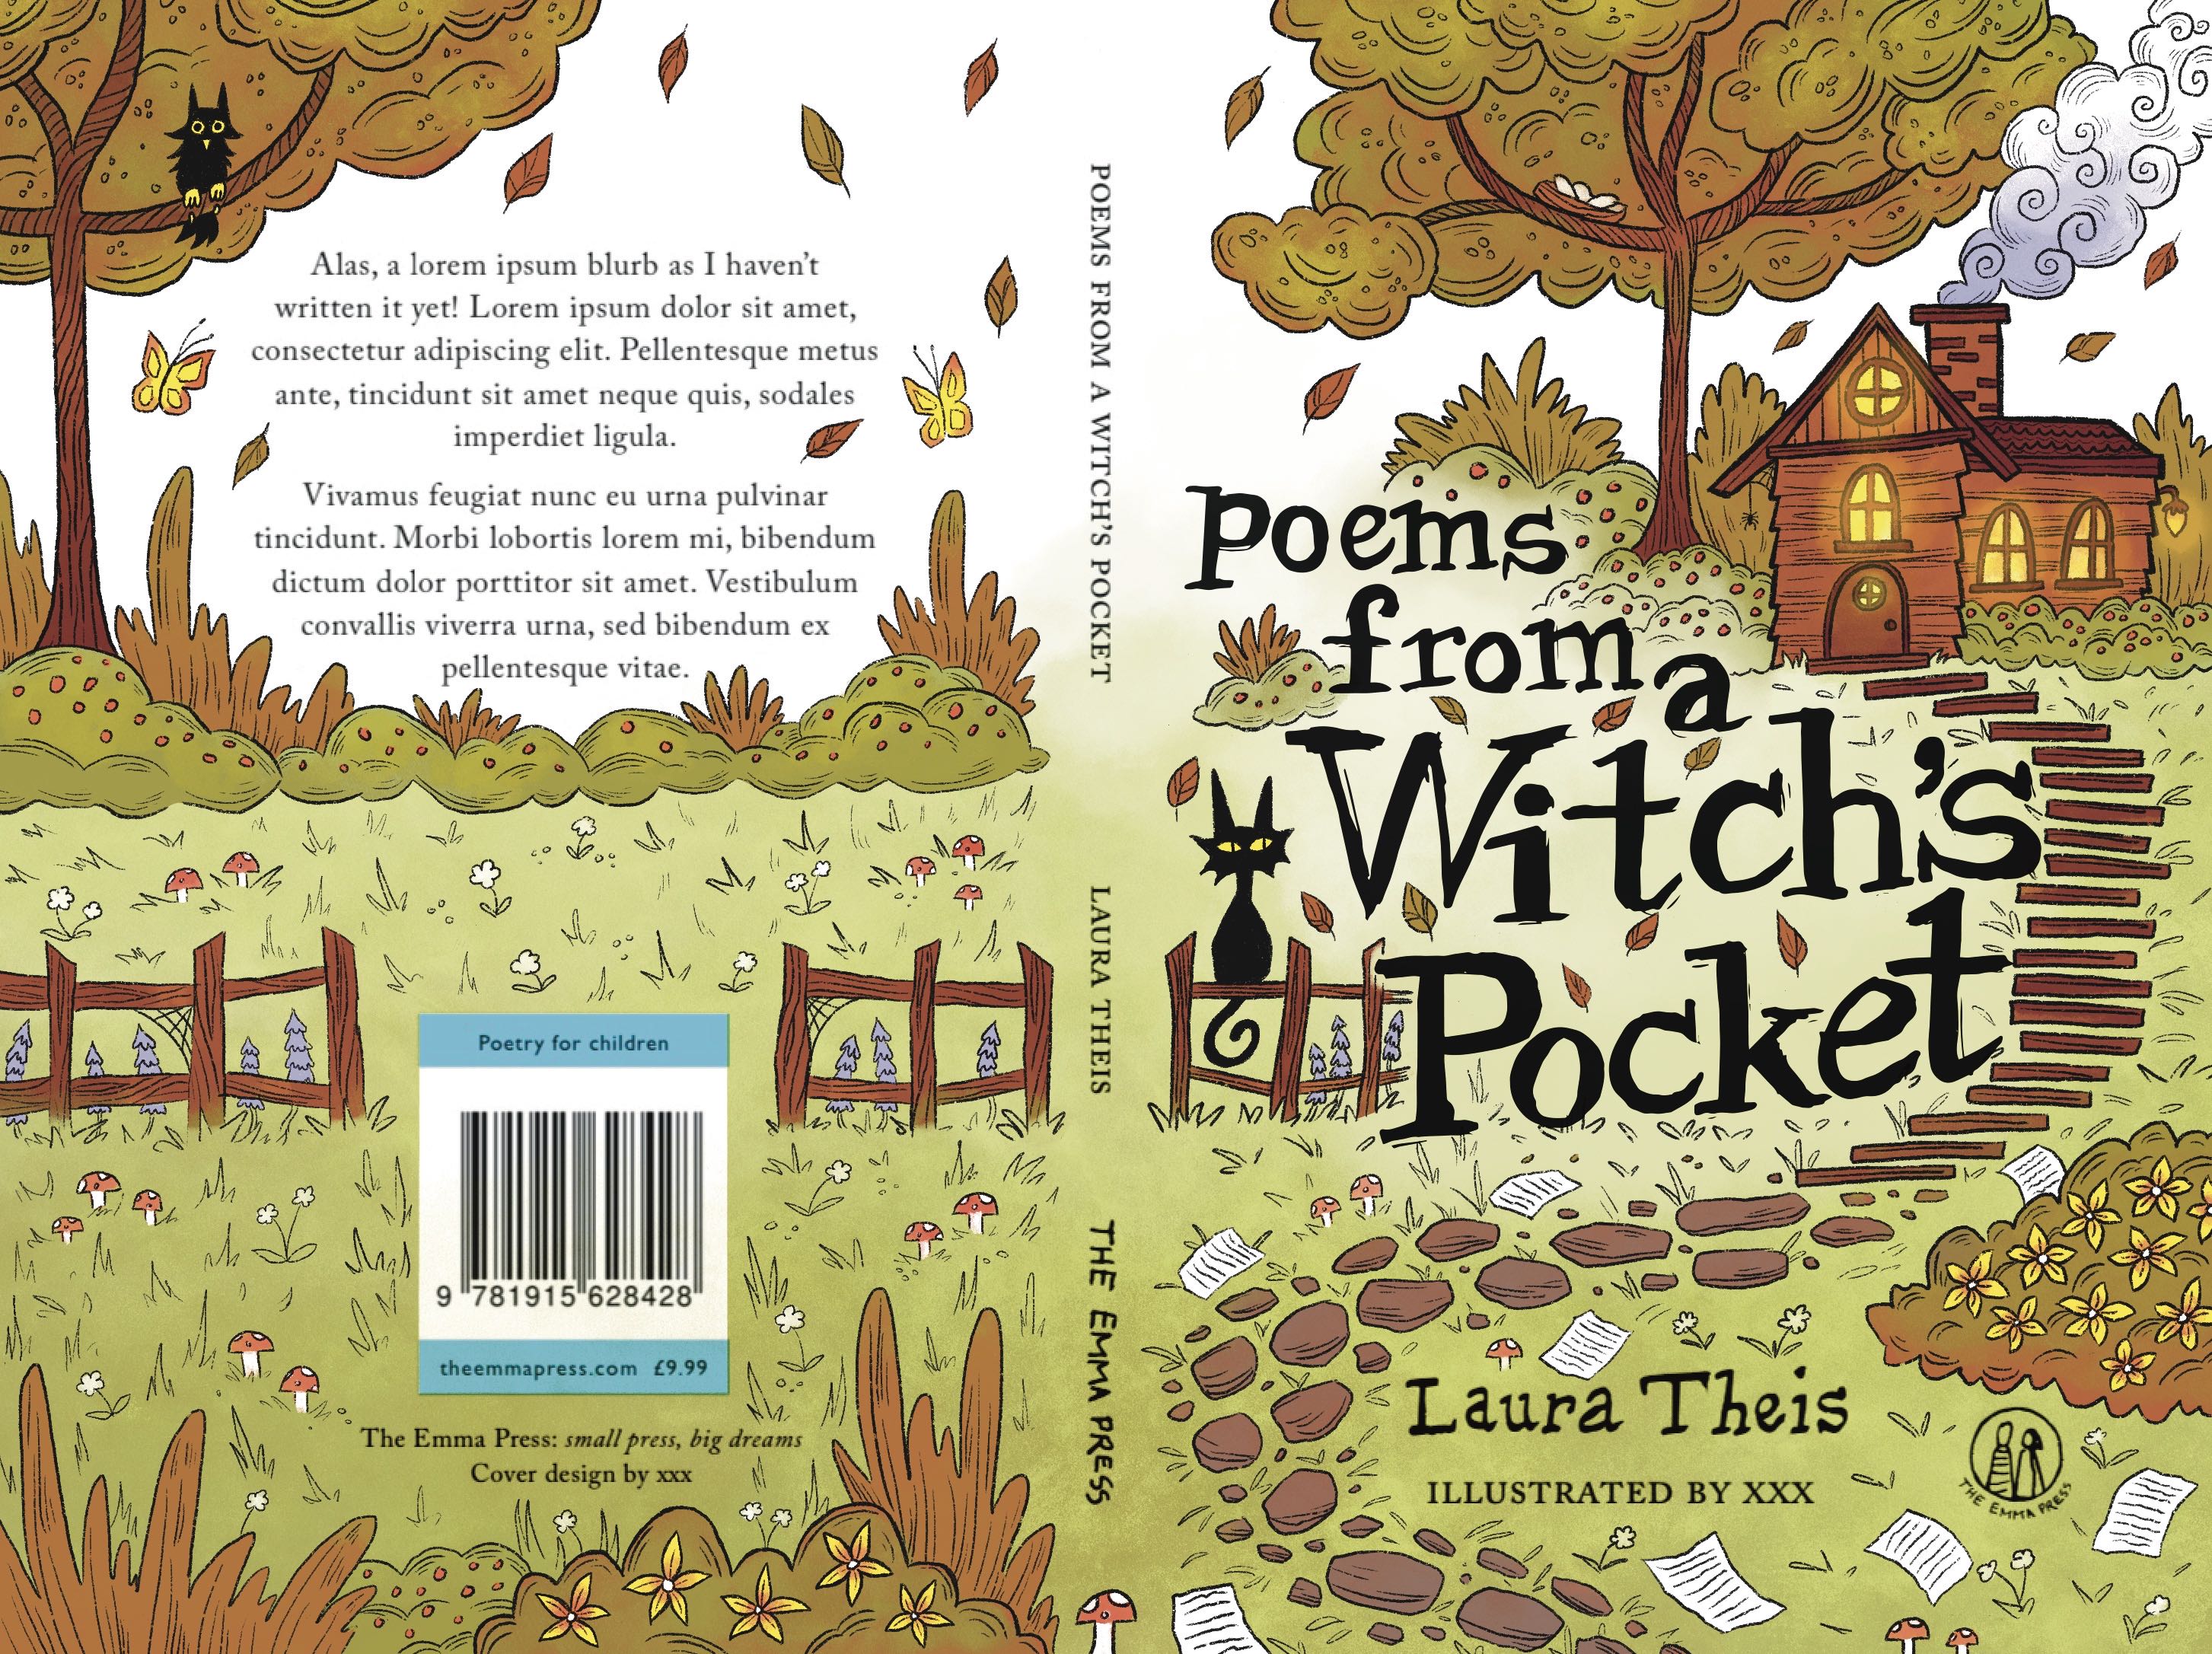 Alas, a lorem ipsum blurb as I haven't
written it yet! Lorem ipsum dolor sit amet,
consectetur adipiscing elit. Pellentesque metus
ante, tincidunt sit amet neque quis, sodales
imperdiet ligula.
Vivamus feugiat nunc eu urna pulvinar
tincidunt. Morbi lobortis lorem mi, bibendum
dictum dolor porttitor sit amet. Vestibulum
convallis viverra urna, sed bibendum ex
pellentesque vitae.
Poetry for children
9 781915 628428
theemmapress.com £9.99
The Emma Press: small press, big dreams
Cover design by xxx
POEMS FROM A WITCH'S POCKET LAURA THEIS THE EMMA PRESS
Poems
from a
Witch's
Pocket
Laura Theis
ILLUSTRATED BY XXX
THE EMMA PRESS